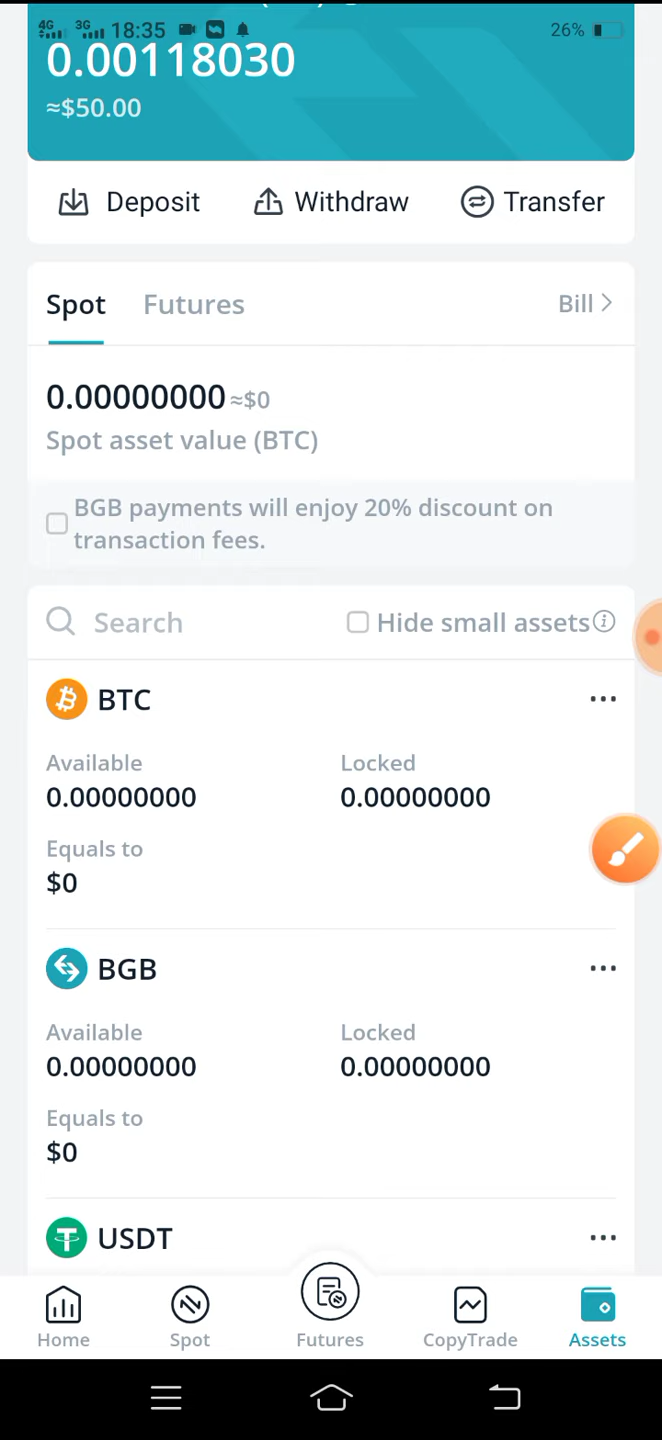 4G 3G 18:35 26%
0.00118030
≈$50.00
Deposit Withdraw Transfer
Spot Futures Bill >
0.00000000 ≈$0
Spot asset value (BTC)
BGB payments will enjoy 20% discount on
transaction fees.
Search Hide small assets
BTC
Available Locked
0.00000000 0.00000000
Equals to
$0
BGB
Available Locked
0.00000000 0.00000000
Equals to
$0
USDT
Home Spot Futures CopyTrade Assets